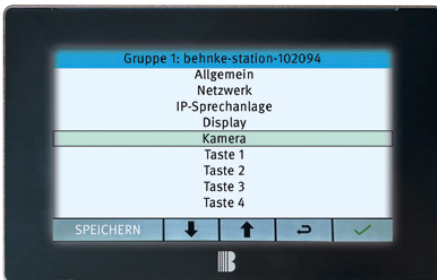 Gruppe 1: behnke-station-102094
Allgemein
Netzwerk
IP-Sprechanlage
Display
Kamera
Taste 1
Taste 2
Taste 3
Taste 4
SPEICHERN
B